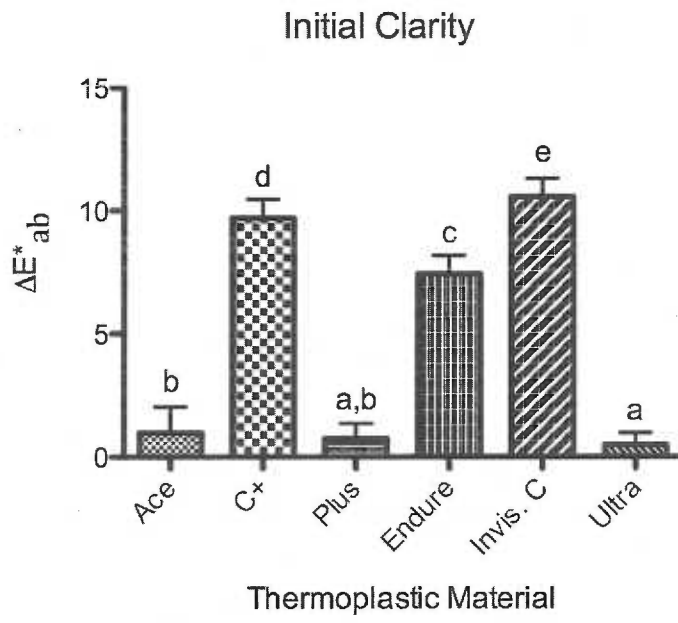 Initial Clarity
ΔE*ab
15
10
5
0
b
d
a,b
c
e
a
Ace
C+
Plus
Endure
Invis. C
Ultra
Thermoplastic Material